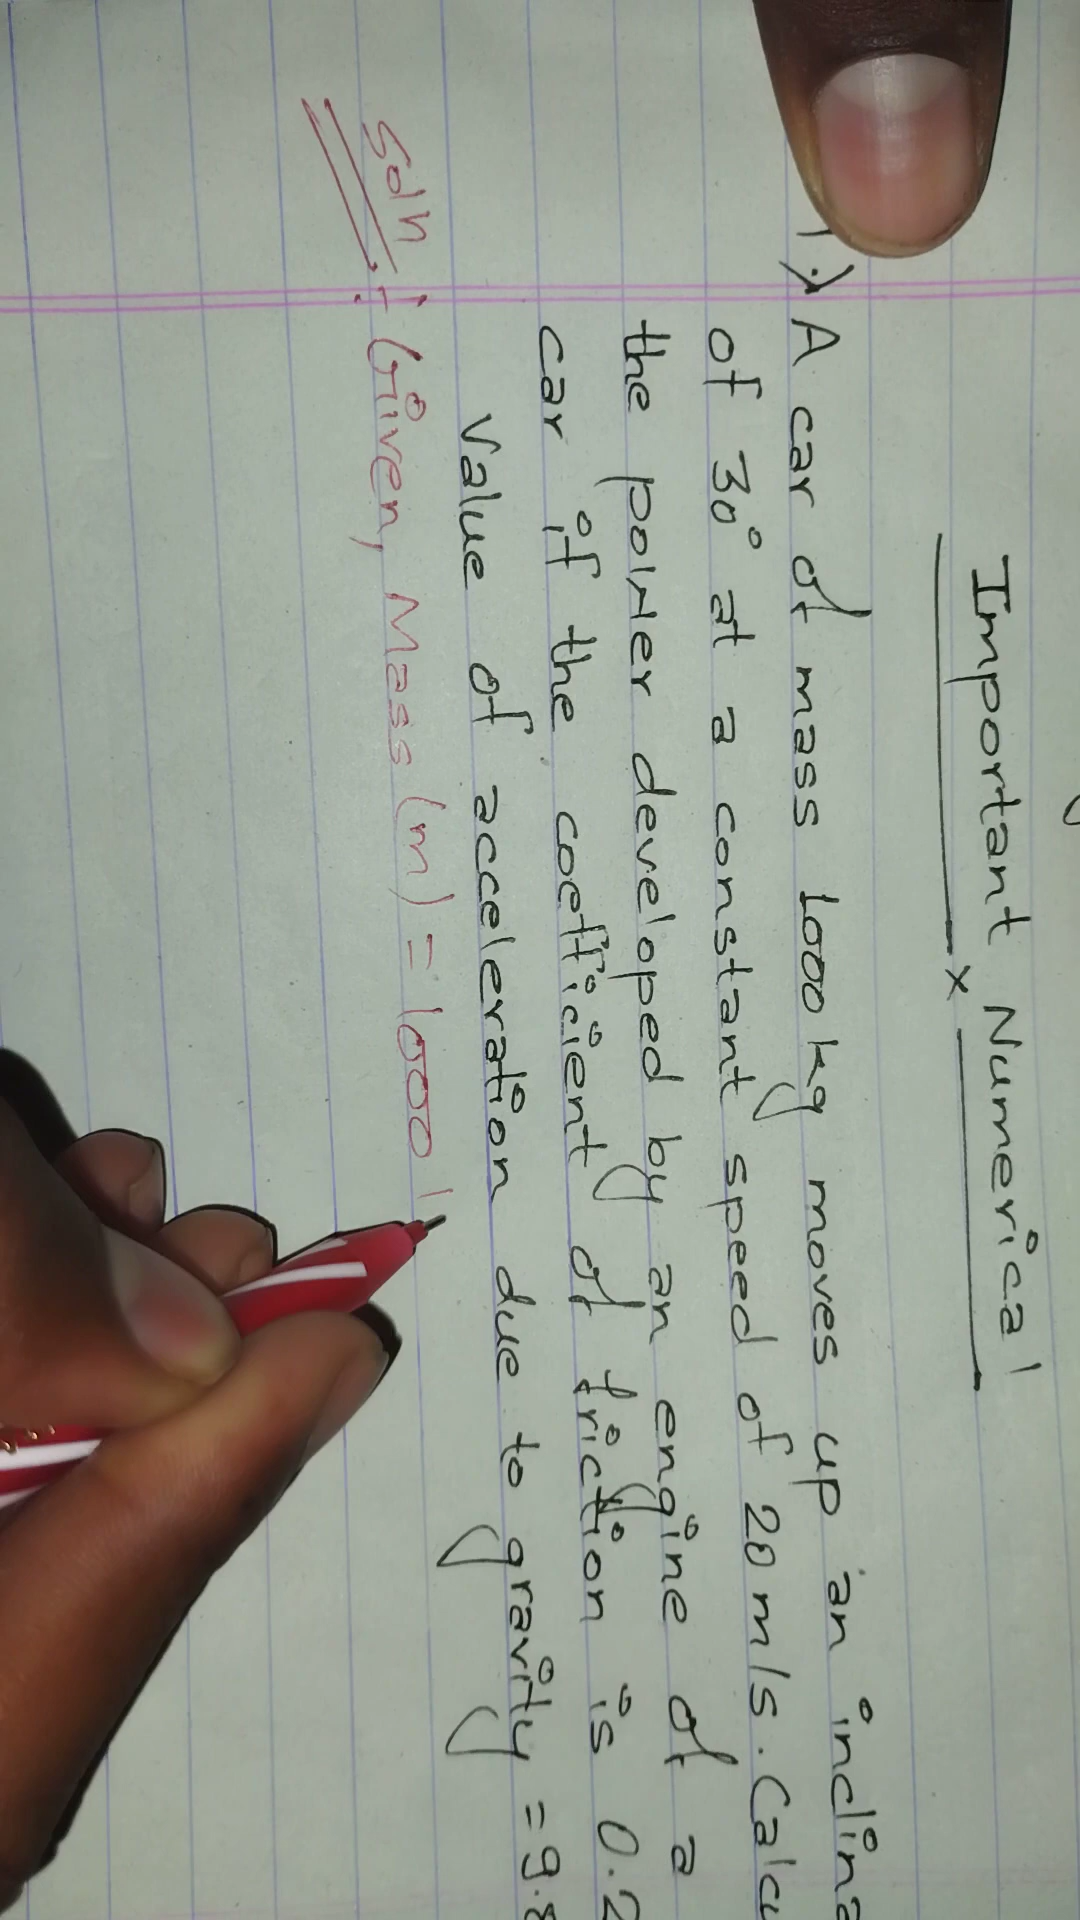 Important Numerical
x
1.) A car of mass 1000 kg moves up an inclina
of 30° at a constant speed of 20 m/s. Calcu
the power developed by an engine of a
car if the coefficient of friction is 0.2
Value of acceleration due to gravity = 9.8
Soln :- Given, Mass (m) = 1000